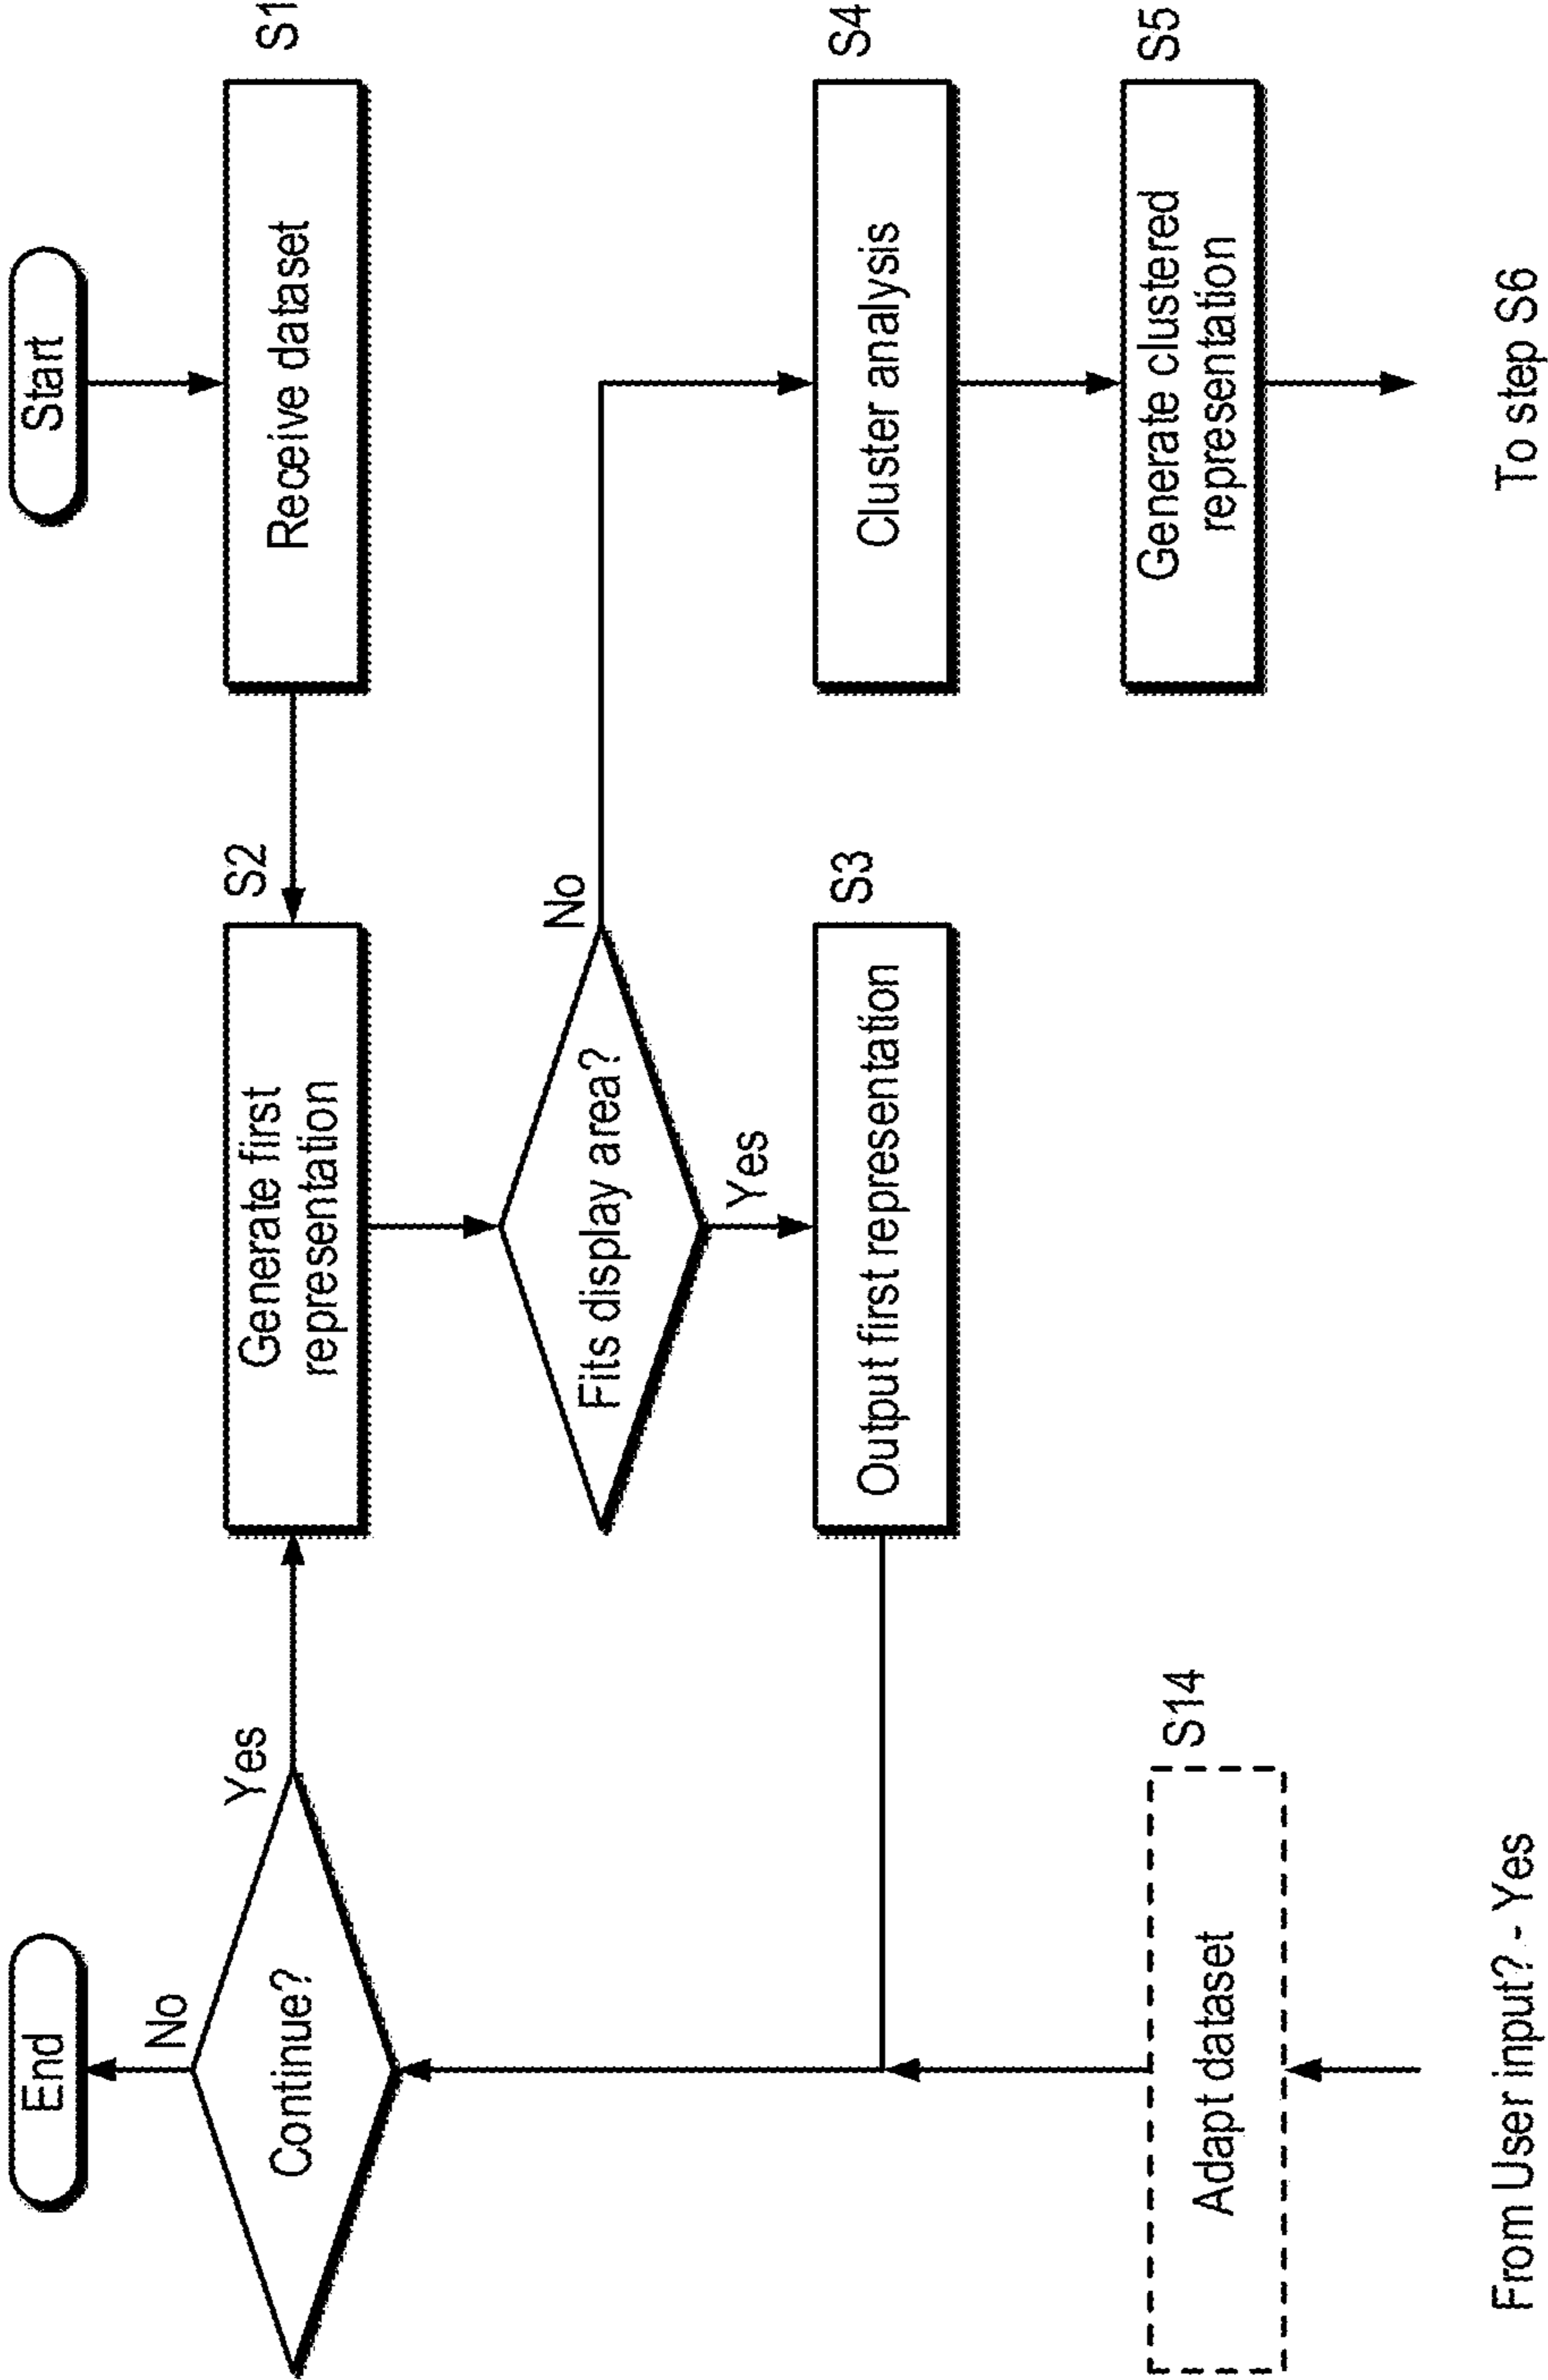 Start
Receive dataset
S1
S2
Generate first
representation
Fits display area?
No
Yes
S3
Output first representation
S4
Cluster analysis
S5
Generate clustered
representation
To step S6
End
No
Continue?
Yes
S14
Adapt dataset
From User input? - Yes